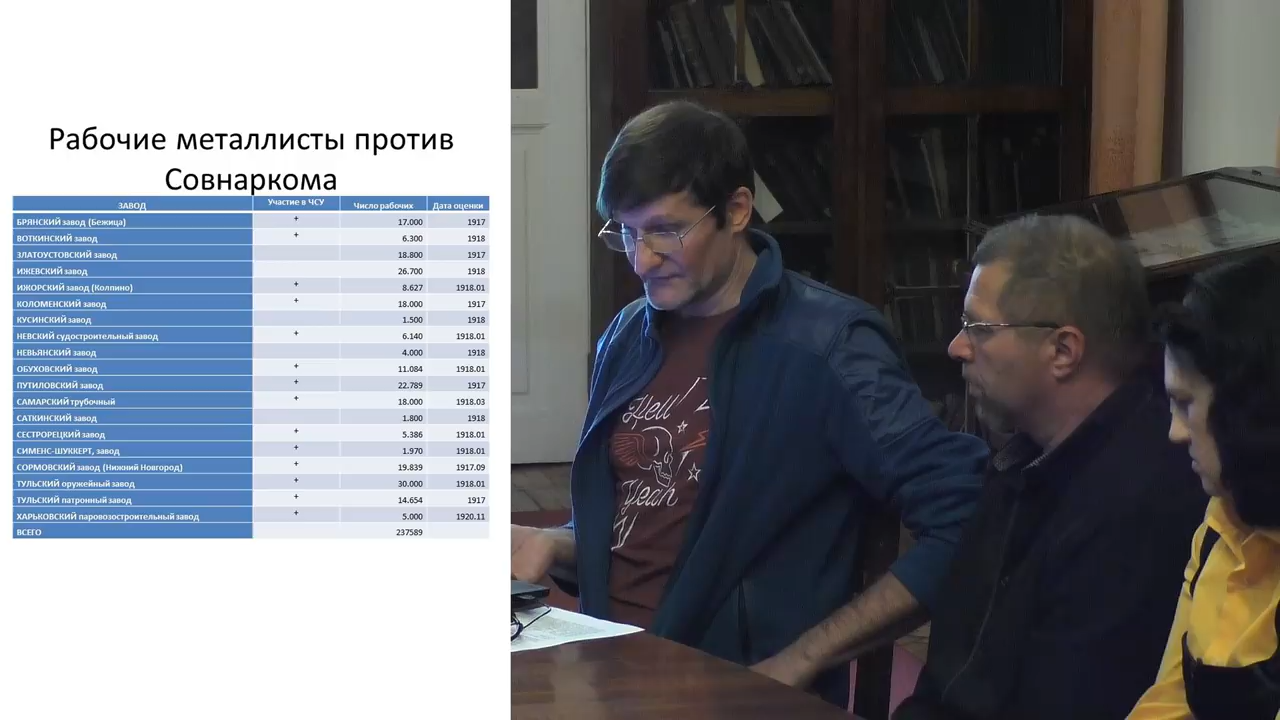 Рабочие металлисты против
Совнаркома
ЗАВОД Участие в ЧСУ Число рабочих Дата оценки
БРЯНСКИЙ завод (Бежица) + 17.000 1917
ВОТКИНСКИЙ завод + 6.300 1918
ЗЛАТОУСТОВСКИЙ завод 18.800 1917
ИЖЕВСКИЙ завод 26.700 1918
ИЖОРСКИЙ завод (Колпино) + 8.627 1918.01
КОЛОМЕНСКИЙ завод + 18.000 1917
КУСИНСКИЙ завод 1.500 1918
НЕВСКИЙ судостроительный завод + 6.140 1918.01
НЕВЬЯНСКИЙ завод 4.000 1918
ОБУХОВСКИЙ завод + 11.084 1918.01
ПУТИЛОВСКИЙ завод + 22.789 1917
САМАРСКИЙ трубочный + 18.000 1918.03
САТКИНСКИЙ завод 1.800 1918
СЕСТРОРЕЦКИЙ завод + 5.386 1918.01
СИМЕНС-ШУККЕРТ, завод + 1.970 1918.01
СОРМОВСКИЙ завод (Нижний Новгород) + 19.839 1917.09
ТУЛЬСКИЙ оружейный завод + 30.000 1918.01
ТУЛЬСКИЙ патронный завод + 14.654 1917
ХАРЬКОВСКИЙ паровозостроительный завод + 5.000 1920.11
ВСЕГО 237589
Hell
Yeah